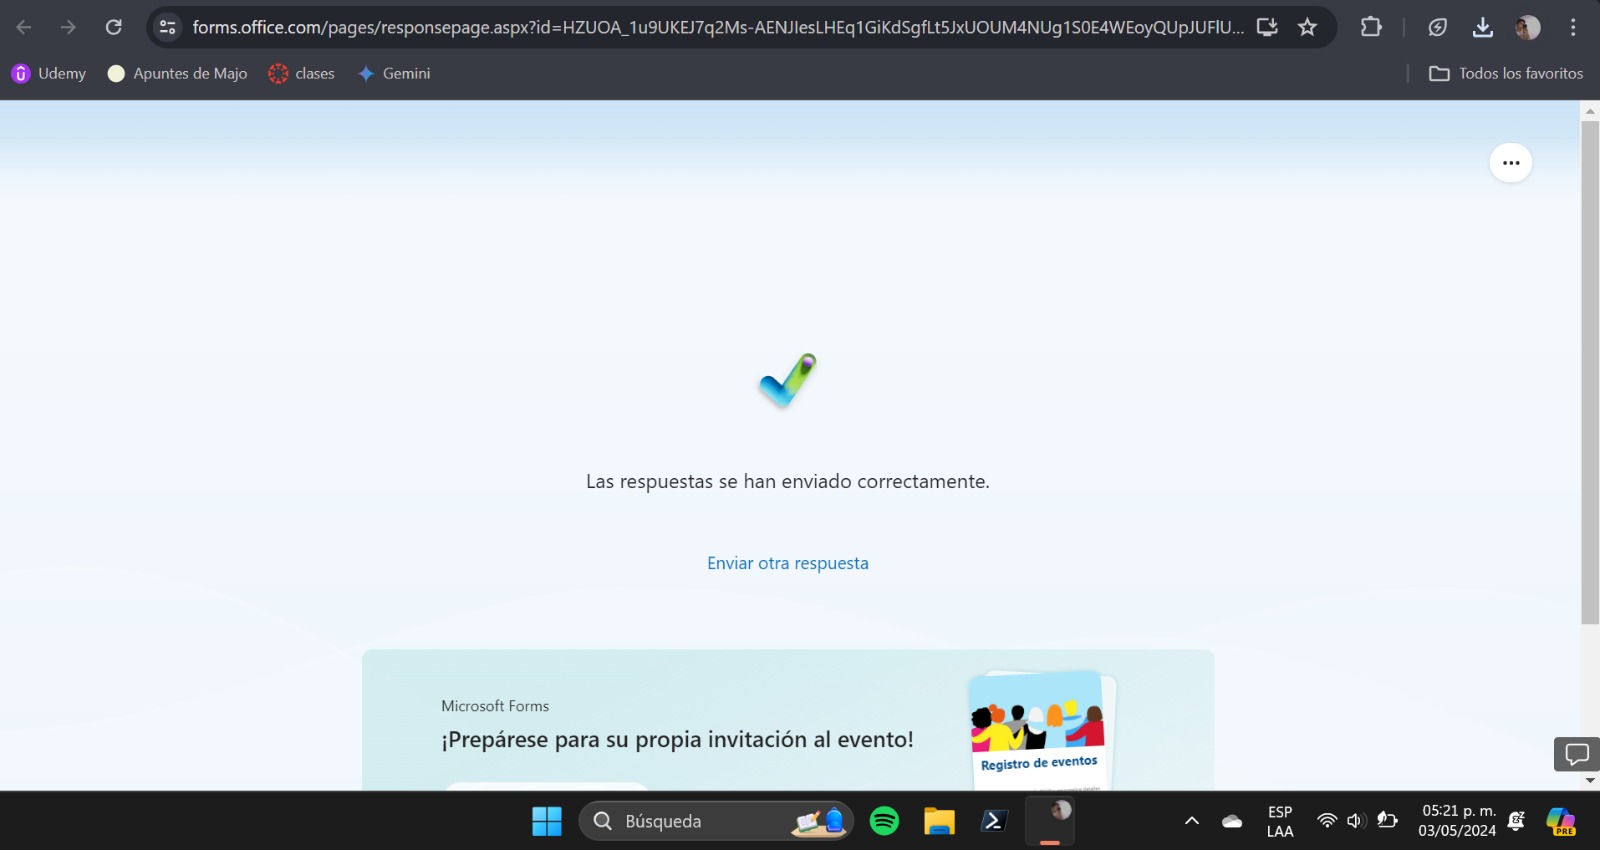 forms.office.com/pages/responsepage.aspx?id=HZUOA_1u9UKEJ7q2Ms-AENJIesLHEq1GiKdSgfLt5JxUOUM4NUg1S0E4WEoyQUpJUFlU...
Udemy
Apuntes de Majo
clases
Gemini
Todos los favoritos
Las respuestas se han enviado correctamente.
Enviar otra respuesta
Microsoft Forms
¡Prepárese para su propia invitación al evento!
Registro de eventos
Búsqueda
ESP
LAA
05:21 p. m.
03/05/2024
PRE